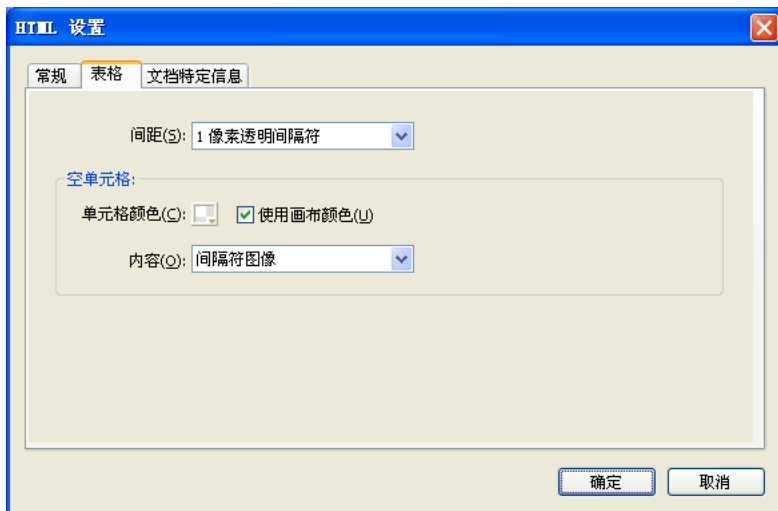 HTML 设置
常规 表格 文档特定信息
间距(S): 1 像素透明间隔符
空单元格:
单元格颜色(C): 使用画布颜色(U)
内容(O): 间隔符图像
确定 取消